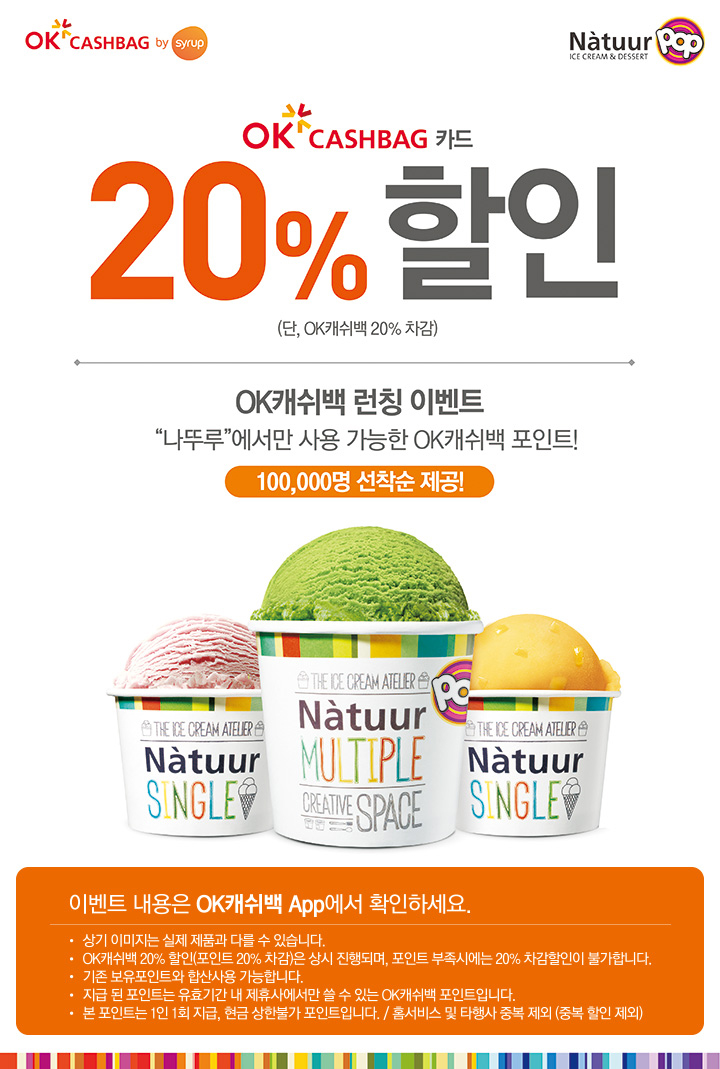 OK CASHBAG by syrup
Nàtuur POP
ICE CREAM & DESSERT
OK CASHBAG 카드
20% 할인
(단, OK캐쉬백 20% 차감)
OK캐쉬백 런칭 이벤트
“나뚜루”에서만 사용 가능한 OK캐쉬백 포인트!
100,000명 선착순 제공!
THE ICE CREAM ATELIER
Nàtuur
SINGLE
THE ICE CREAM ATELIER
POP
Nàtuur
MULTIPLE
CREATIVE SPACE
THE ICE CREAM ATELIER
Nàtuur
SINGLE
이벤트 내용은 OK캐쉬백 App에서 확인하세요.
• 상기 이미지는 실제 제품과 다를 수 있습니다.
• OK캐쉬백 20% 할인(포인트 20% 차감)은 상시 진행되며, 포인트 부족시에는 20% 차감할인이 불가합니다.
• 기존 보유포인트와 합산사용 가능합니다.
• 지급 된 포인트는 유효기간 내 제휴사에서만 쓸 수 있는 OK캐쉬백 포인트입니다.
• 본 포인트는 1인 1회 지급, 현금 상환불가 포인트입니다. / 홈서비스 및 타행사 중복 제외 (중복 할인 제외)